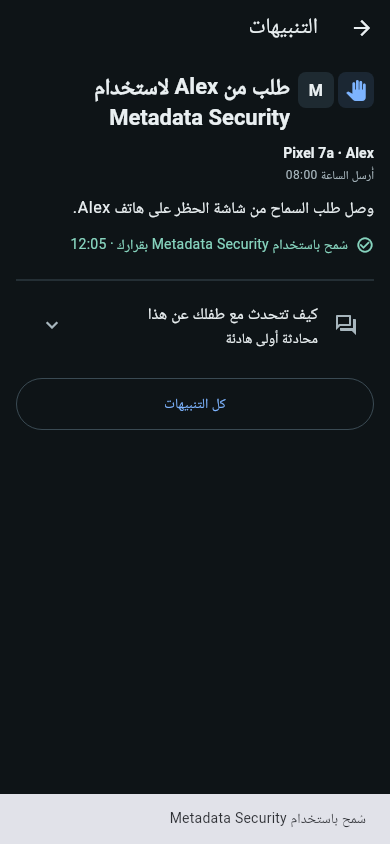 التنبيهات
M
طلب من Alex لاستخدام
Metadata Security
Pixel 7a · Alex
أُرسل الساعة 08:00
وصل طلب السماح من شاشة الحظر على هاتف Alex.
سُمح باستخدام Metadata Security بقرارك · 12:05
كيف تتحدث مع طفلك عن هذا
محادثة أولى هادئة
كل التنبيهات
سُمح باستخدام Metadata Security